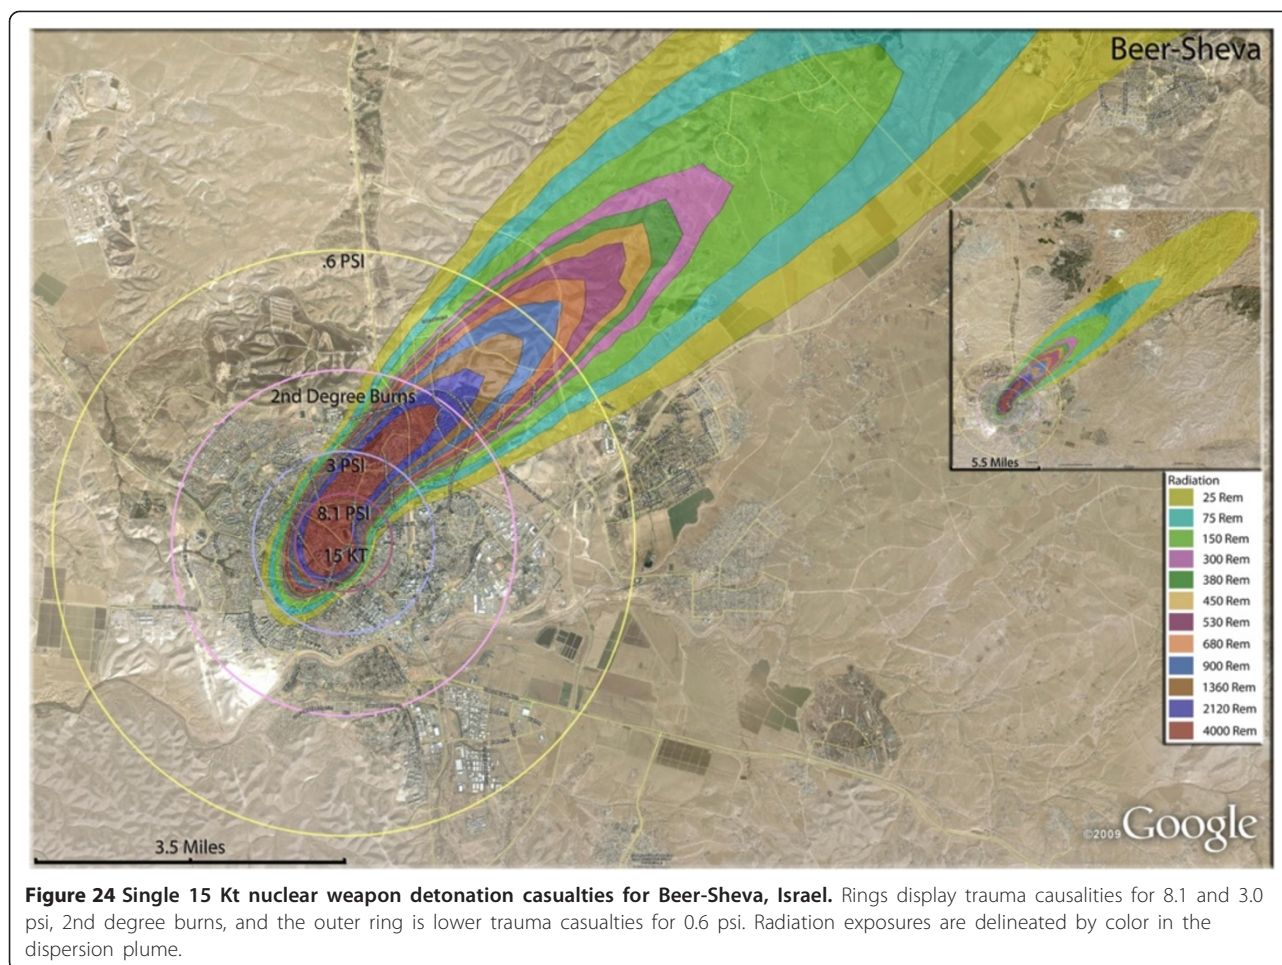 Beer-Sheva
.6 PSI
2nd Degree Burns
3 PSI
8.1 PSI
15 KT
5.5 Miles
Radiation
25 Rem
75 Rem
150 Rem
300 Rem
380 Rem
450 Rem
530 Rem
680 Rem
900 Rem
1360 Rem
2120 Rem
4000 Rem
©2009 Google
3.5 Miles
Figure 24 Single 15 Kt nuclear weapon detonation casualties for Beer-Sheva, Israel. Rings display trauma causalities for 8.1 and 3.0
psi, 2nd degree burns, and the outer ring is lower trauma casualties for 0.6 psi. Radiation exposures are delineated by color in the
dispersion plume.